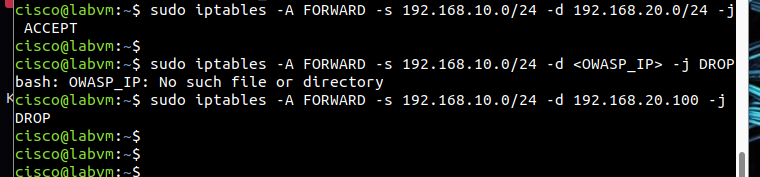 cisco@labvm:~$ sudo iptables -A FORWARD -s 192.168.10.0/24 -d 192.168.20.0/24 -j
 ACCEPT
cisco@labvm:~$
cisco@labvm:~$ sudo iptables -A FORWARD -s 192.168.10.0/24 -d <OWASP_IP> -j DROP
bash: OWASP_IP: No such file or directory
K
cisco@labvm:~$ sudo iptables -A FORWARD -s 192.168.10.0/24 -d 192.168.20.100 -j
DROP
cisco@labvm:~$
cisco@labvm:~$
cisco@labvm:~$